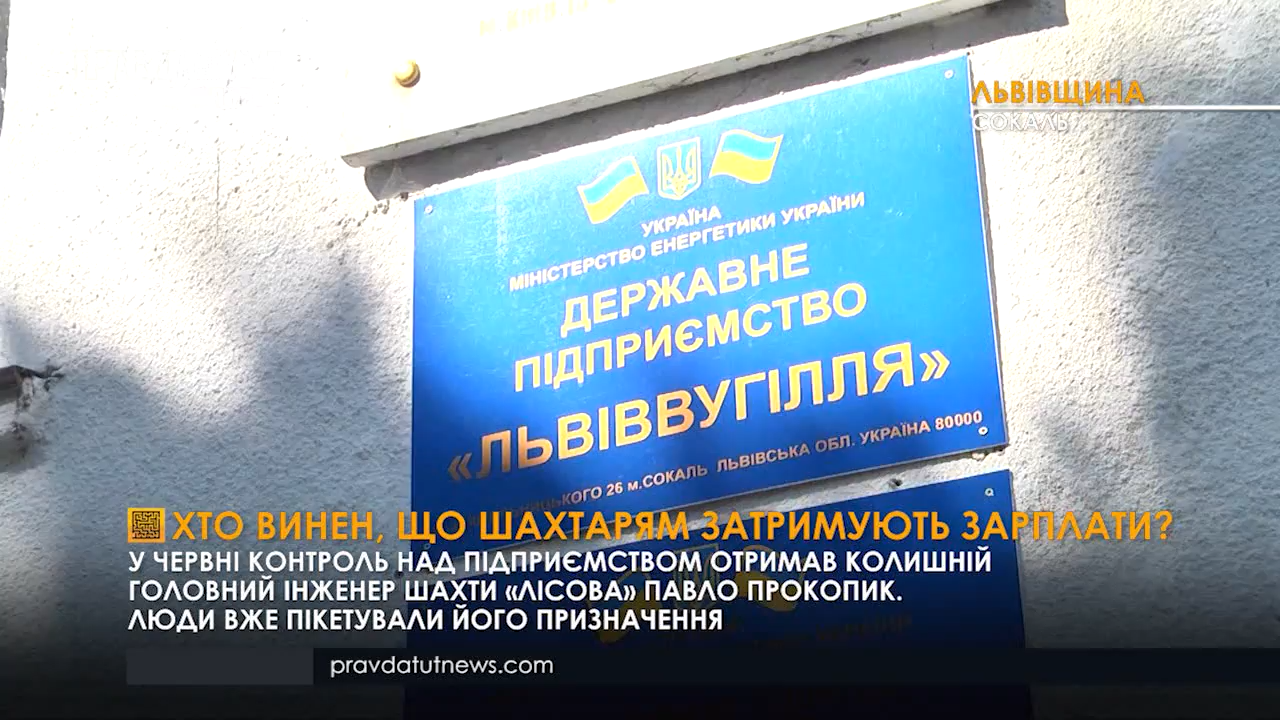 ЛЬВІВЩИНА
СОКАЛЬ
УКРАЇНА
МІНІСТЕРСТВО ЕНЕРГЕТИКИ УКРАЇНИ
ДЕРЖАВНЕ
ПІДПРИЄМСТВО
«ЛЬВІВВУГІЛЛЯ»
26 м.СОКАЛЬ ЛЬВІВСЬКА ОБЛ. УКРАЇНА 80000
ХТО ВИНЕН, ЩО ШАХТАРЯМ ЗАТРИМУЮТЬ ЗАРПЛАТИ?
У ЧЕРВНІ КОНТРОЛЬ НАД ПІДПРИЄМСТВОМ ОТРИМАВ КОЛИШНІЙ
ГОЛОВНИЙ ІНЖЕНЕР ШАХТИ «ЛІСОВА» ПАВЛО ПРОКОПИК.
ЛЮДИ ВЖЕ ПІКЕТУВАЛИ ЙОГО ПРИЗНАЧЕННЯ
pravdatutnews.com